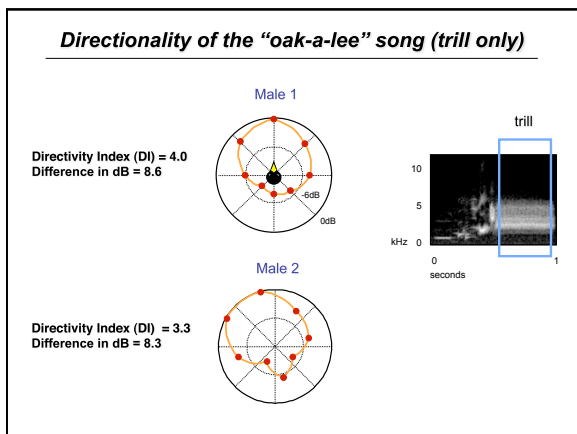 Directionality of the “oak-a-lee” song (trill only)
Male 1
Directivity Index (DI) = 4.0
Difference in dB = 8.6
-6dB
0dB
trill
10
5
kHz 0
0 1
seconds
Male 2
Directivity Index (DI)  = 3.3
Difference in dB = 8.3